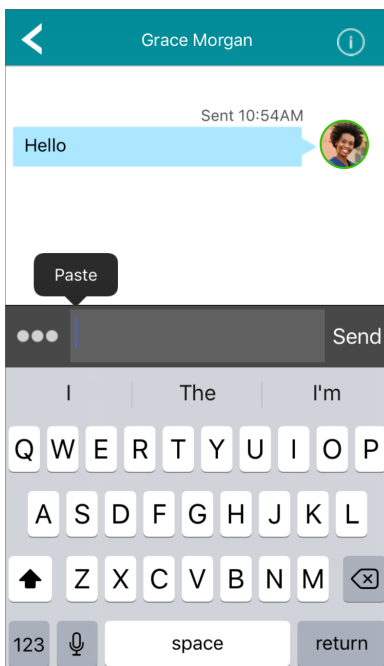 Grace Morgan
Sent 10:54AM
Hello
Paste
Send
I The I'm
Q W E R T Y U I O P
A S D F G H J K L
Z X C V B N M
123 space return